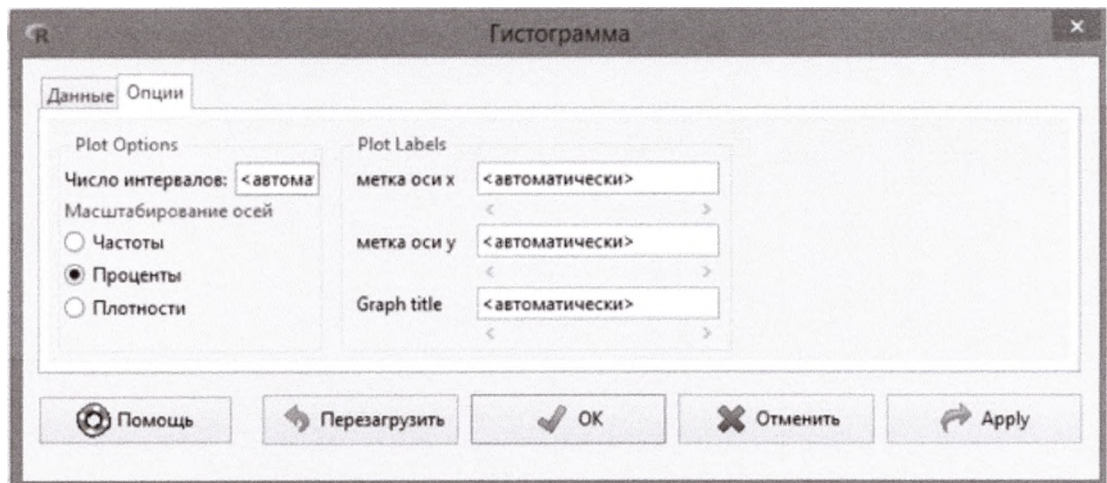 R
Гистограмма
Данные Опции
Plot Options
Число интервалов: <автома
Масштабирование осей
Частоты
Проценты
Плотности
Plot Labels
метка оси x <автоматически>
метка оси y <автоматически>
Graph title <автоматически>
Помощь Перезагрузить OK Отменить Apply